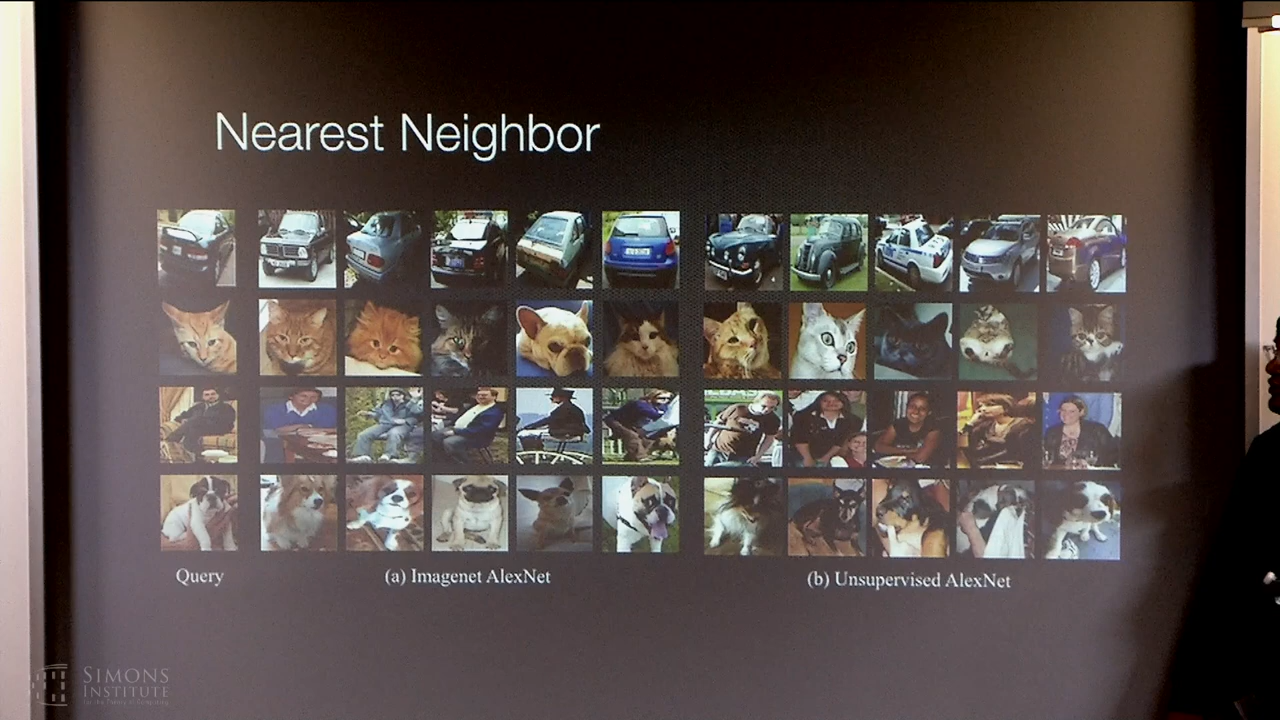 Nearest Neighbor
Query
(a) Imagenet AlexNet
(b) Unsupervised AlexNet
SIMONS
INSTITUTE